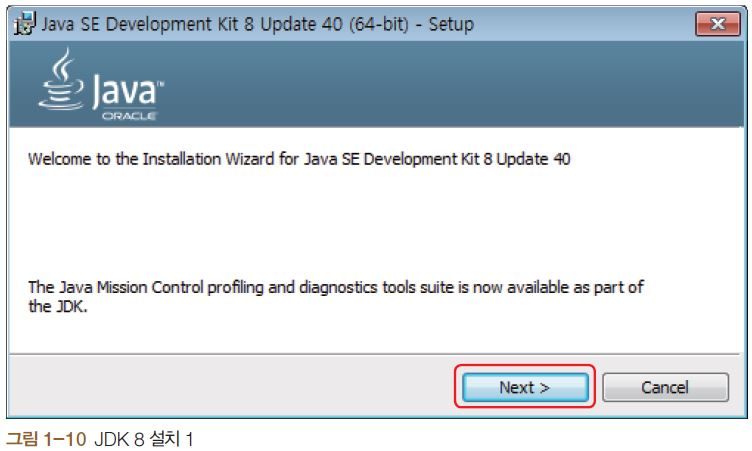 Java SE Development Kit 8 Update 40 (64-bit) - Setup
Java™
ORACLE
Welcome to the Installation Wizard for Java SE Development Kit 8 Update 40
The Java Mission Control profiling and diagnostics tools suite is now available as part of
the JDK.
Next >
Cancel
그림 1-10 JDK 8 설치 1